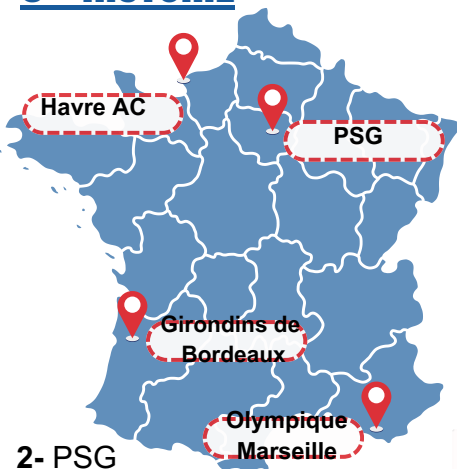 Havre AC
PSG
Girondins de
Bordeaux
Olympique
Marseille
2- PSG